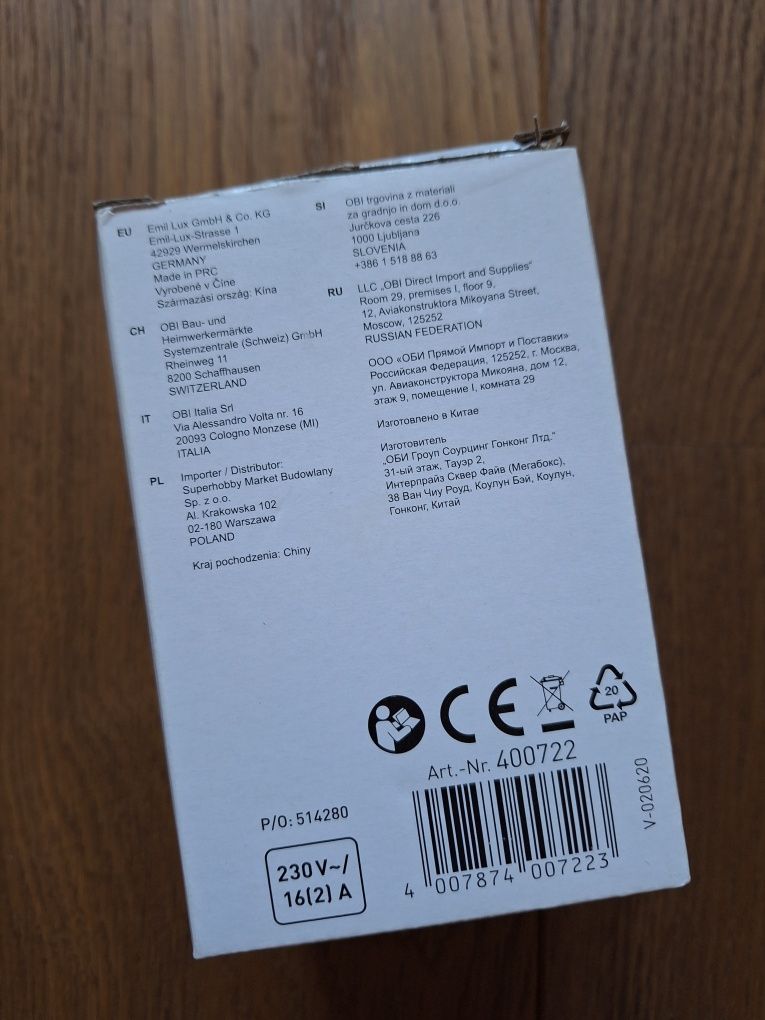 EU
Emil Lux GmbH & Co. KG
Emil-Lux-Strasse 1
42929 Wermelskirchen
GERMANY
Made in PRC
Vyrobené v Číne
Származási ország: Kína
CH
OBI Bau- und
Heimwerkermärkte
Systemzentrale (Schweiz) GmbH
Rheinweg 11
8200 Schaffhausen
SWITZERLAND
IT
OBI Italia Srl
Via Alessandro Volta nr. 16
20093 Cologno Monzese (MI)
ITALIA
PL
Importer / Distributor:
Superhobby Market Budowlany
Sp. z o.o.
Al. Krakowska 102
02-180 Warszawa
POLAND
Kraj pochodzenia: Chiny
SI
OBI trgovina z materiali
za gradnjo in dom d.o.o.
Jurčkova cesta 226
1000 Ljubljana
SLOVENIA
+386 1 518 88 63
RU
LLC „OBI Direct Import and Supplies“
Room 29, premises I, floor 9,
12, Aviakonstruktora Mikoyana Street,
Moscow, 125252
RUSSIAN FEDERATION
ООО «ОБИ Прямой Импорт и Поставки»
Российская Федерация, 125252, г. Москва,
ул. Авиаконструктора Микояна, дом 12,
этаж 9, помещение I, комната 29
Изготовлено в Китае
Изготовитель
„ОБИ Гроуп Соурцинг Гонконг Лтд.“
31-ый этаж, Тауэр 2,
Интерпрайз Сквер Файв (Мегабокс),
38 Ван Чиу Роуд, Коулун Бэй, Коулун,
Гонконг, Китай
CE
20
PAP
Art.-Nr. 400722
P/O: 514280
230 V~/
16(2) A
4 007874 007223
V-020620